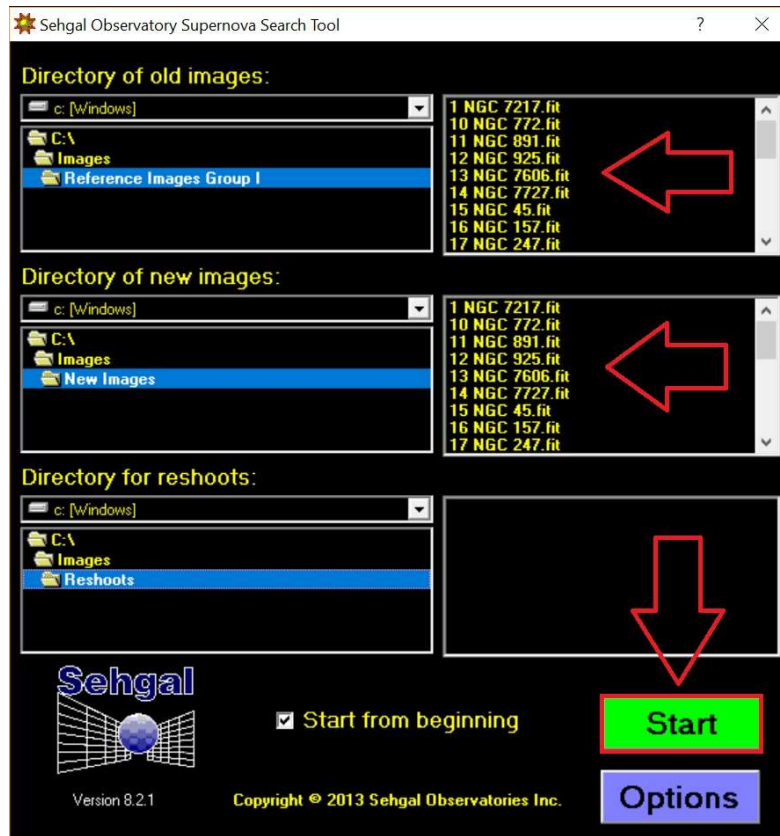 Sehgal Observatory Supernova Search Tool
?
Directory of old images:
c: [Windows]
C:\
Images
Reference Images Group I
1 NGC 7217.fit
10 NGC 772.fit
11 NGC 891.fit
12 NGC 925.fit
13 NGC 7606.fit
14 NGC 7727.fit
15 NGC 45.fit
16 NGC 157.fit
17 NGC 247.fit
Directory of new images:
c: [Windows]
C:\
Images
New Images
1 NGC 7217.fit
10 NGC 772.fit
11 NGC 891.fit
12 NGC 925.fit
13 NGC 7606.fit
14 NGC 7727.fit
15 NGC 45.fit
16 NGC 157.fit
17 NGC 247.fit
Directory for reshoots:
c: [Windows]
C:\
Images
Reshoots
Sehgal
Version 8.2.1
Start from beginning
Copyright © 2013 Sehgal Observatories Inc.
Start
Options